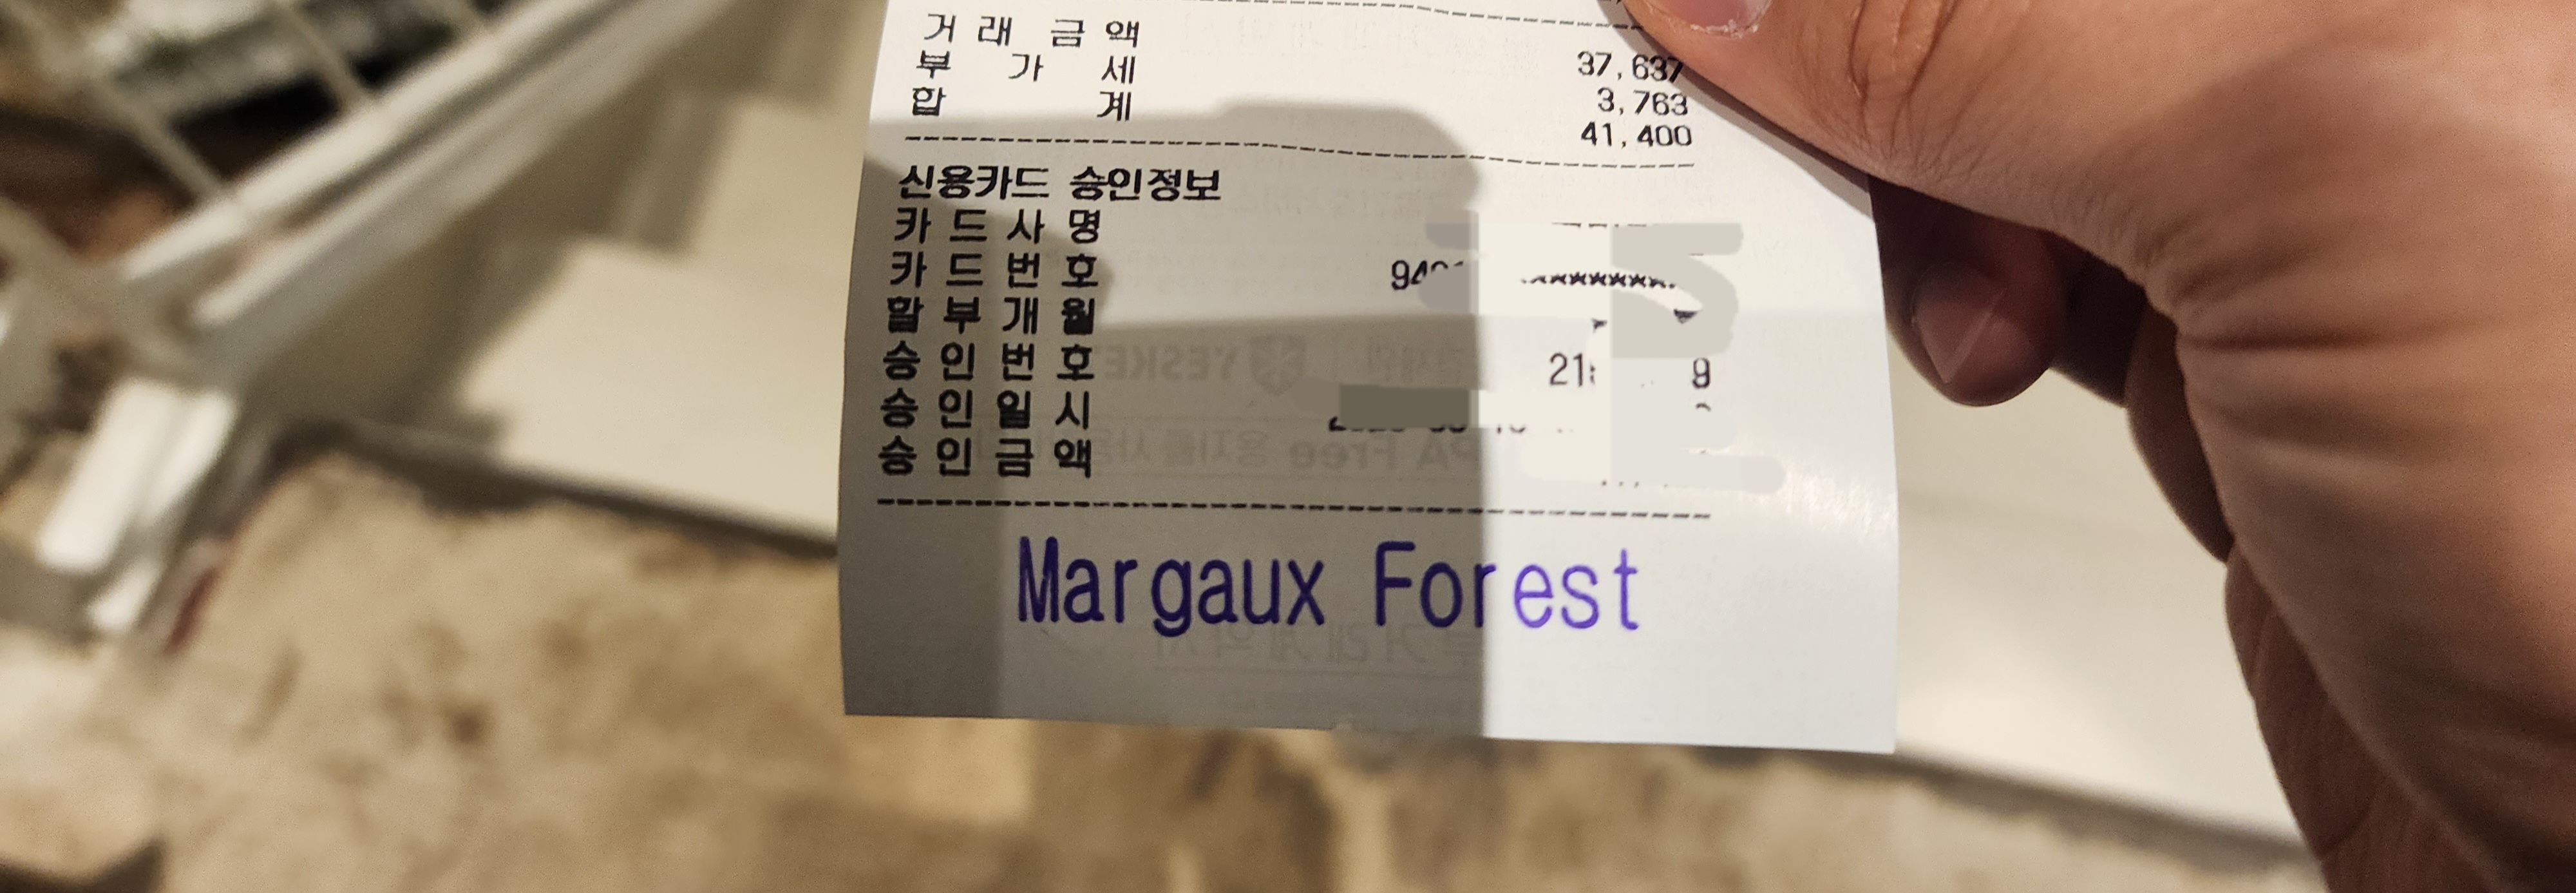 거래 금액 37,637
부가세 3,763
합계 41,400
신용카드 승인정보
카드사명
카드번호
할부개월
승인번호
승인일시
승인금액
Margaux Forest